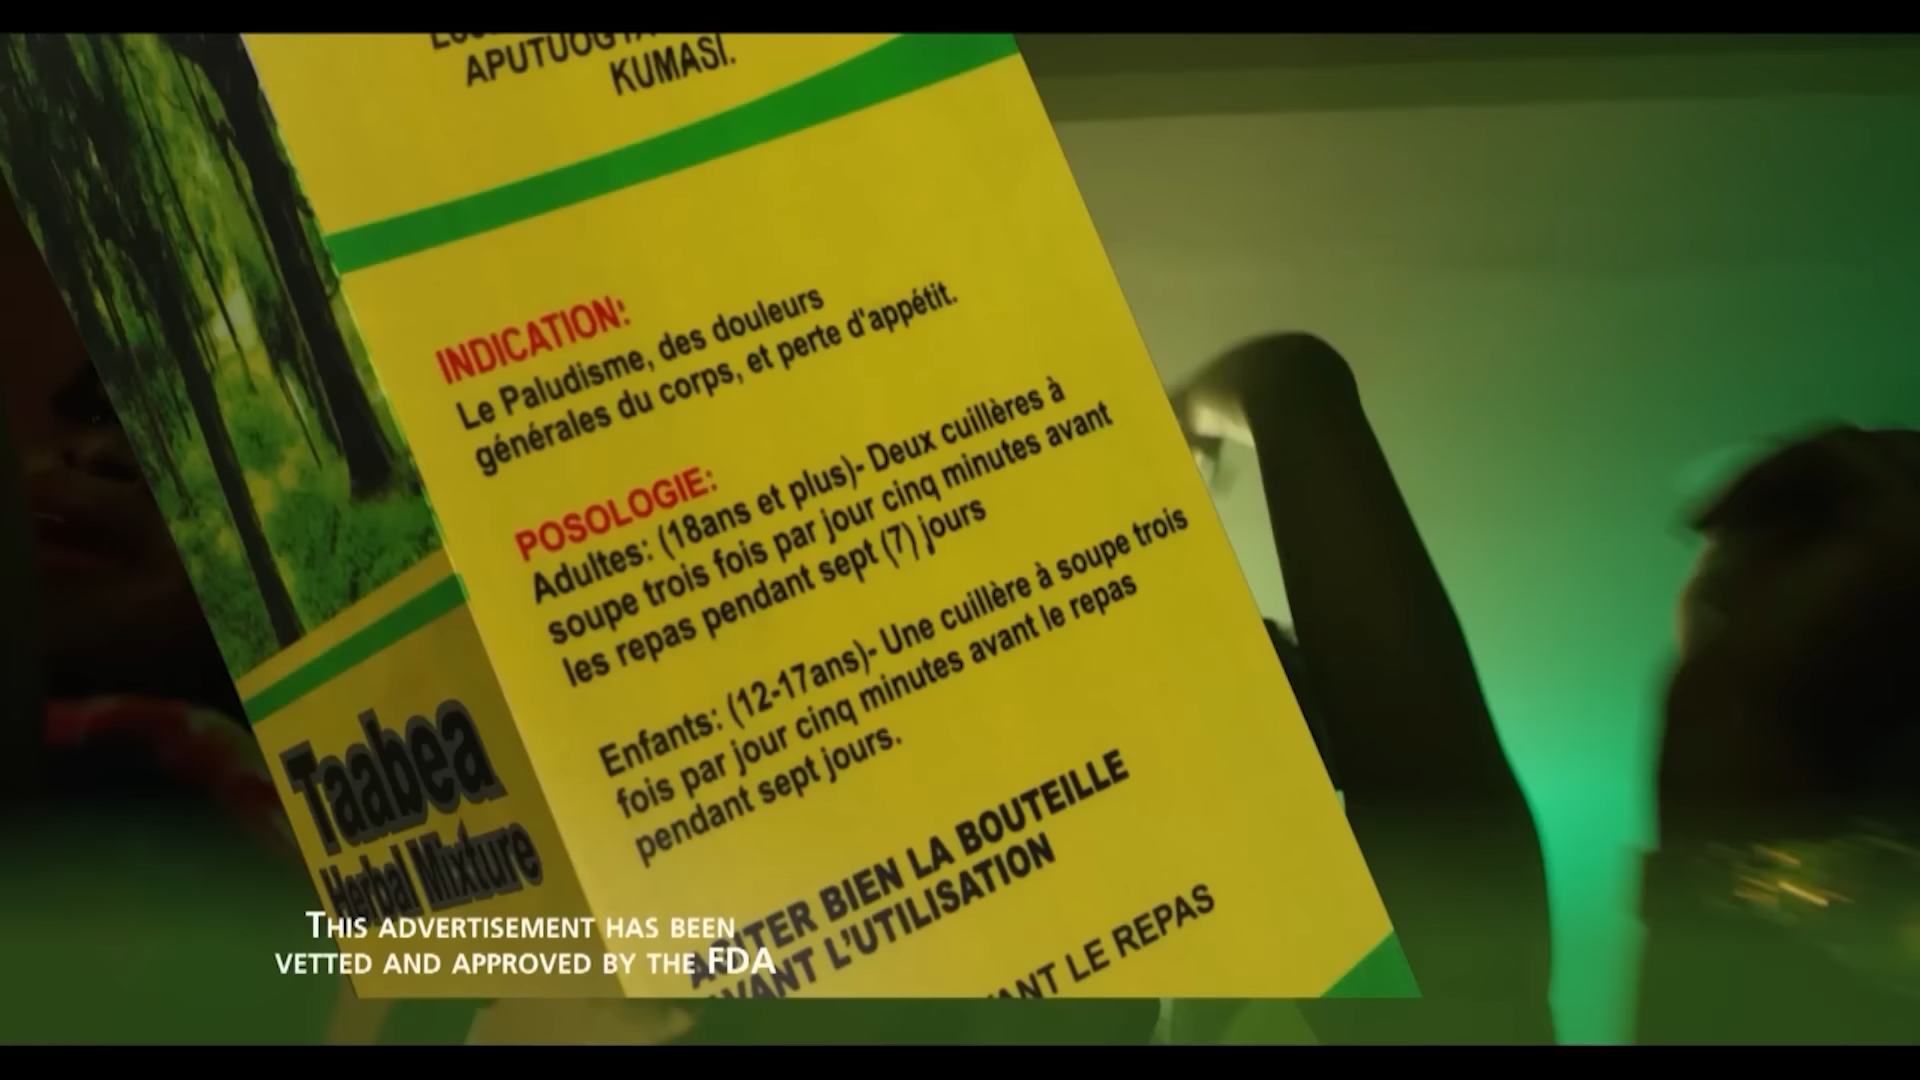 KUMASI.
INDICATION:
Le Paludisme, des douleurs
générales du corps, et perte d'appétit.
POSOLOGIE:
Adultes: (18ans et plus)- Deux cuillères à
soupe trois fois par jour cinq minutes avant
les repas pendant sept (7) jours
Enfants: (12-17ans)- Une cuillère à soupe trois
fois par jour cinq minutes avant le repas
pendant sept jours.
BIEN LA BOUTEILLE
AVANT L'UTILISATION
LE REPAS
Taabea
Herbal Mixture
THIS ADVERTISEMENT HAS BEEN
VETTED AND APPROVED BY THE FDA